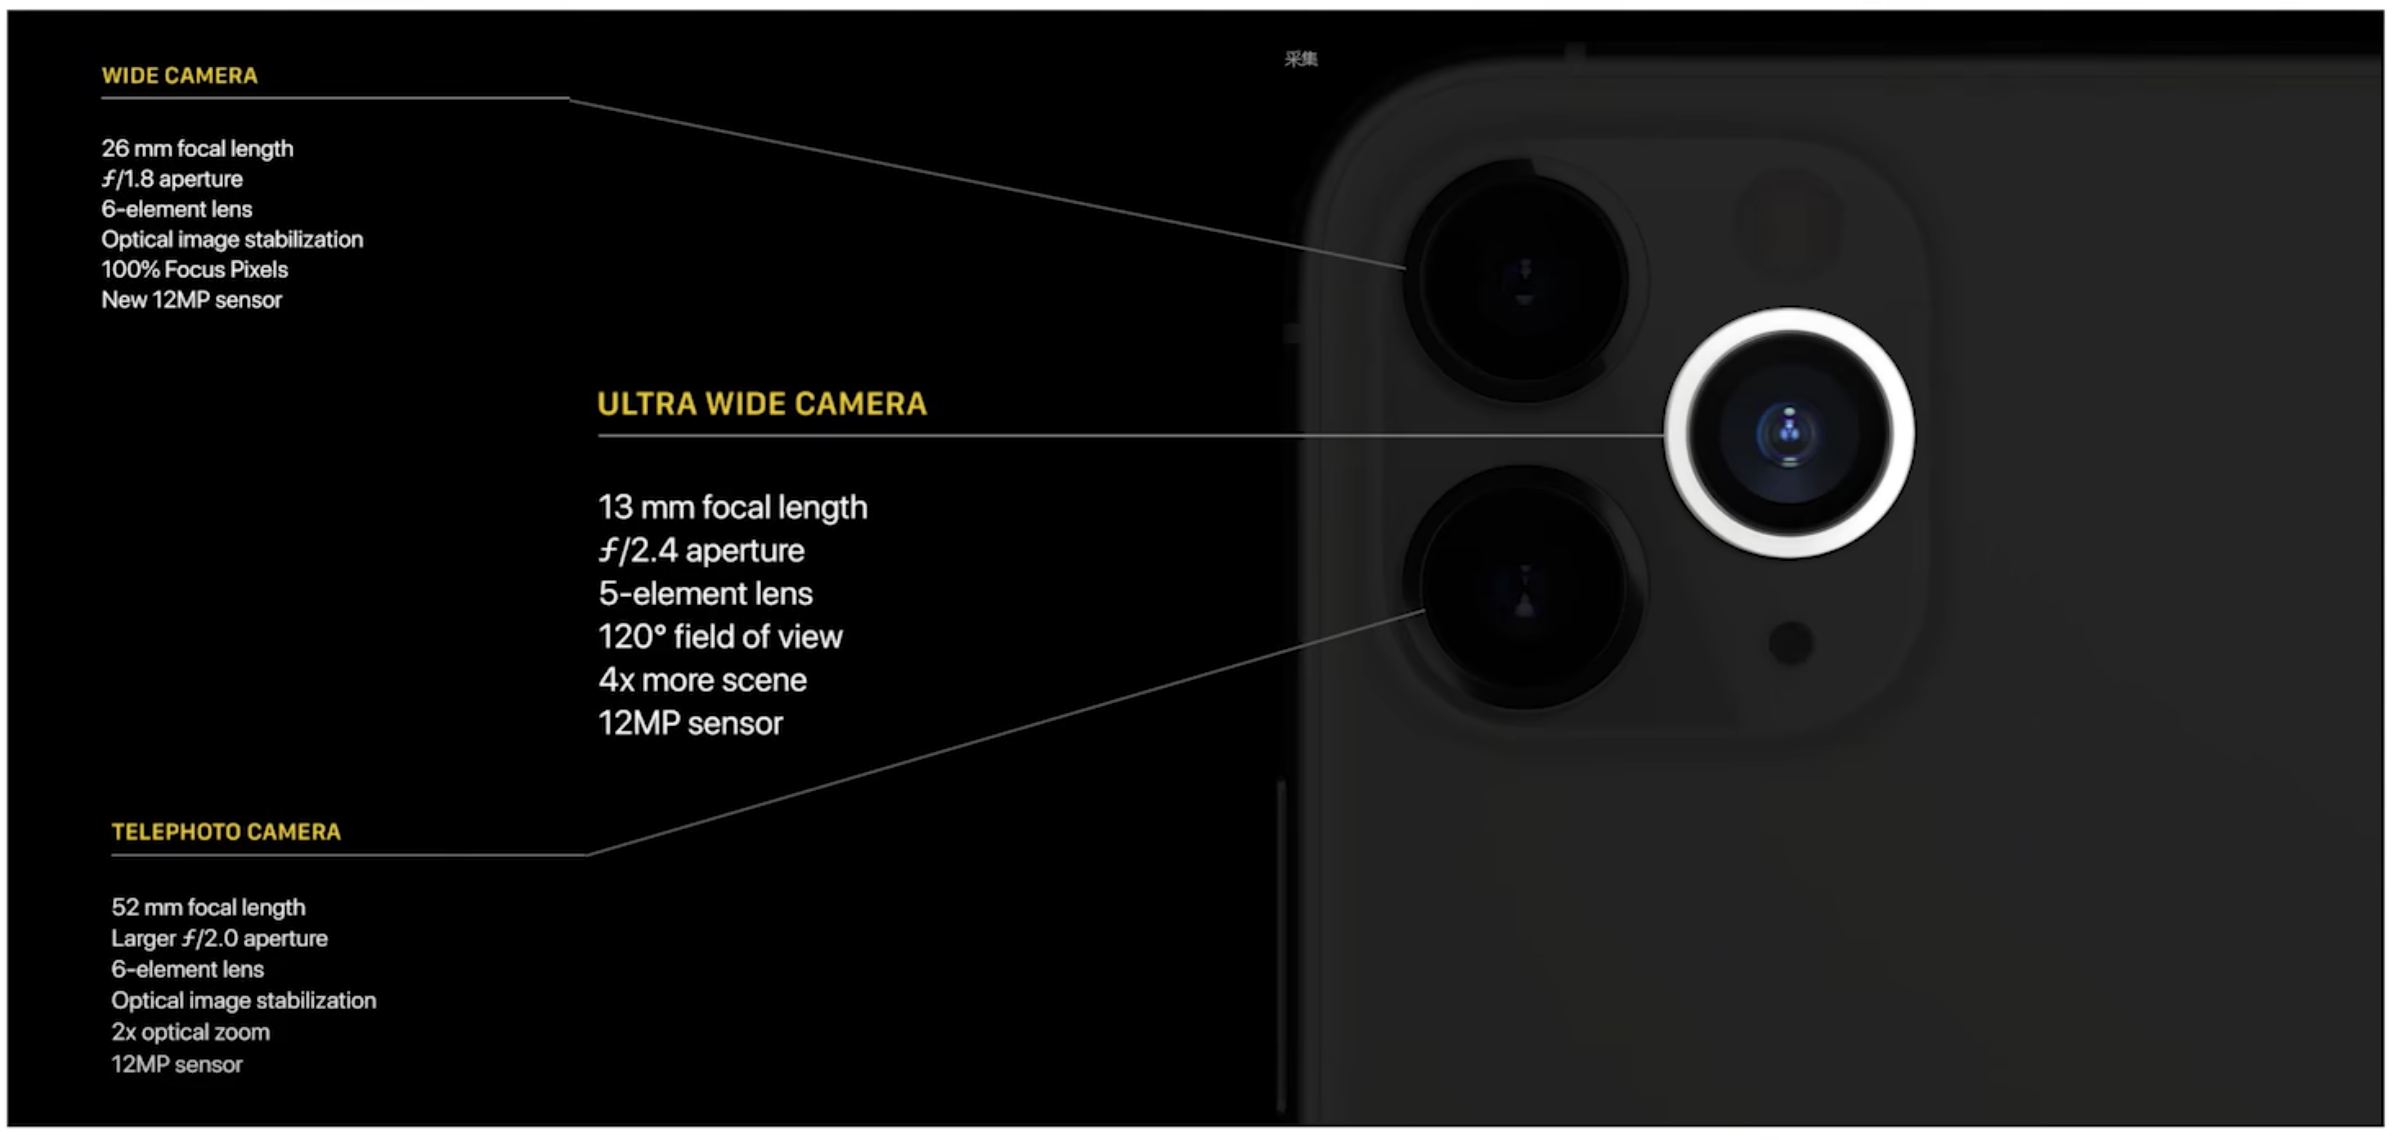 采集
WIDE CAMERA
26 mm focal length
ƒ/1.8 aperture
6-element lens
Optical image stabilization
100% Focus Pixels
New 12MP sensor
ULTRA WIDE CAMERA
13 mm focal length
ƒ/2.4 aperture
5-element lens
120° field of view
4x more scene
12MP sensor
TELEPHOTO CAMERA
52 mm focal length
Larger ƒ/2.0 aperture
6-element lens
Optical image stabilization
2x optical zoom
12MP sensor